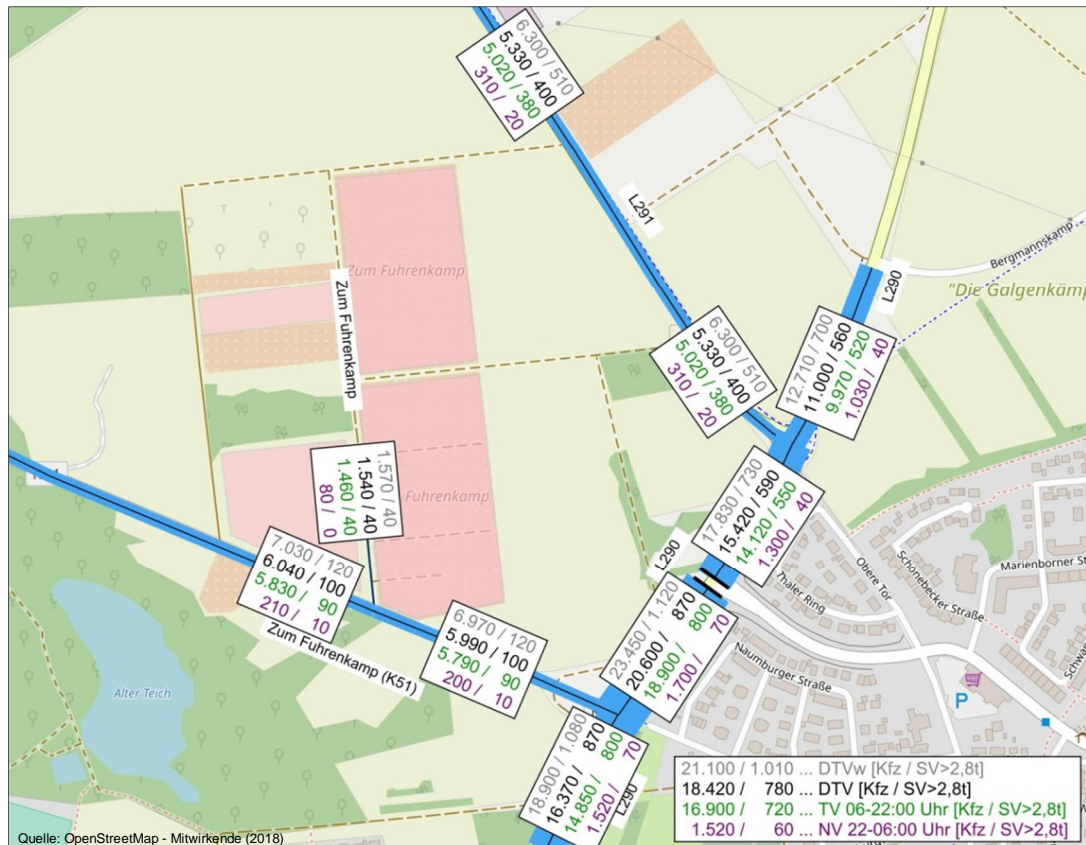 6.300 / 510
5.330 / 400
5.020 / 380
310 / 20
L291
Bergmannskamp
"Die Galgenkämp
L290
Zum Fuhrenkamp
Zum Fuhrenkamp
6.300 / 510
5.330 / 400
5.020 / 380
310 / 20
12.710 / 700
11.000 / 560
9.970 / 520
1.030 / 40
1.570 / 40
1.540 / 40
1.460 / 40
80 / 0
Fuhrenkamp
17.830 / 730
15.420 / 590
14.120 / 550
1.300 / 40
L290
Thaler Ring
Obere Tor
Schönebecker Straße
Marienborner St
Schwa
7.030 / 120
6.040 / 100
5.830 / 90
210 / 10
Zum Fuhrenkamp (K51)
6.970 / 120
5.990 / 100
5.790 / 90
200 / 10
23.450 / 1.120
20.600 / 870
18.900 / 800
1.700 / 70
Naumburger Straße
Alter Teich
P
18.900 / 1.080
16.370 / 870
14.850 / 800
1.520 / 70
L290
21.100 / 1.010 ... DTVw [Kfz / SV>2,8t]
18.420 / 780 ... DTV [Kfz / SV>2,8t]
16.900 / 720 ... TV 06-22:00 Uhr [Kfz / SV>2,8t]
1.520 / 60 ... NV 22-06:00 Uhr [Kfz / SV>2,8t]
Quelle: OpenStreetMap - Mitwirkende (2018)